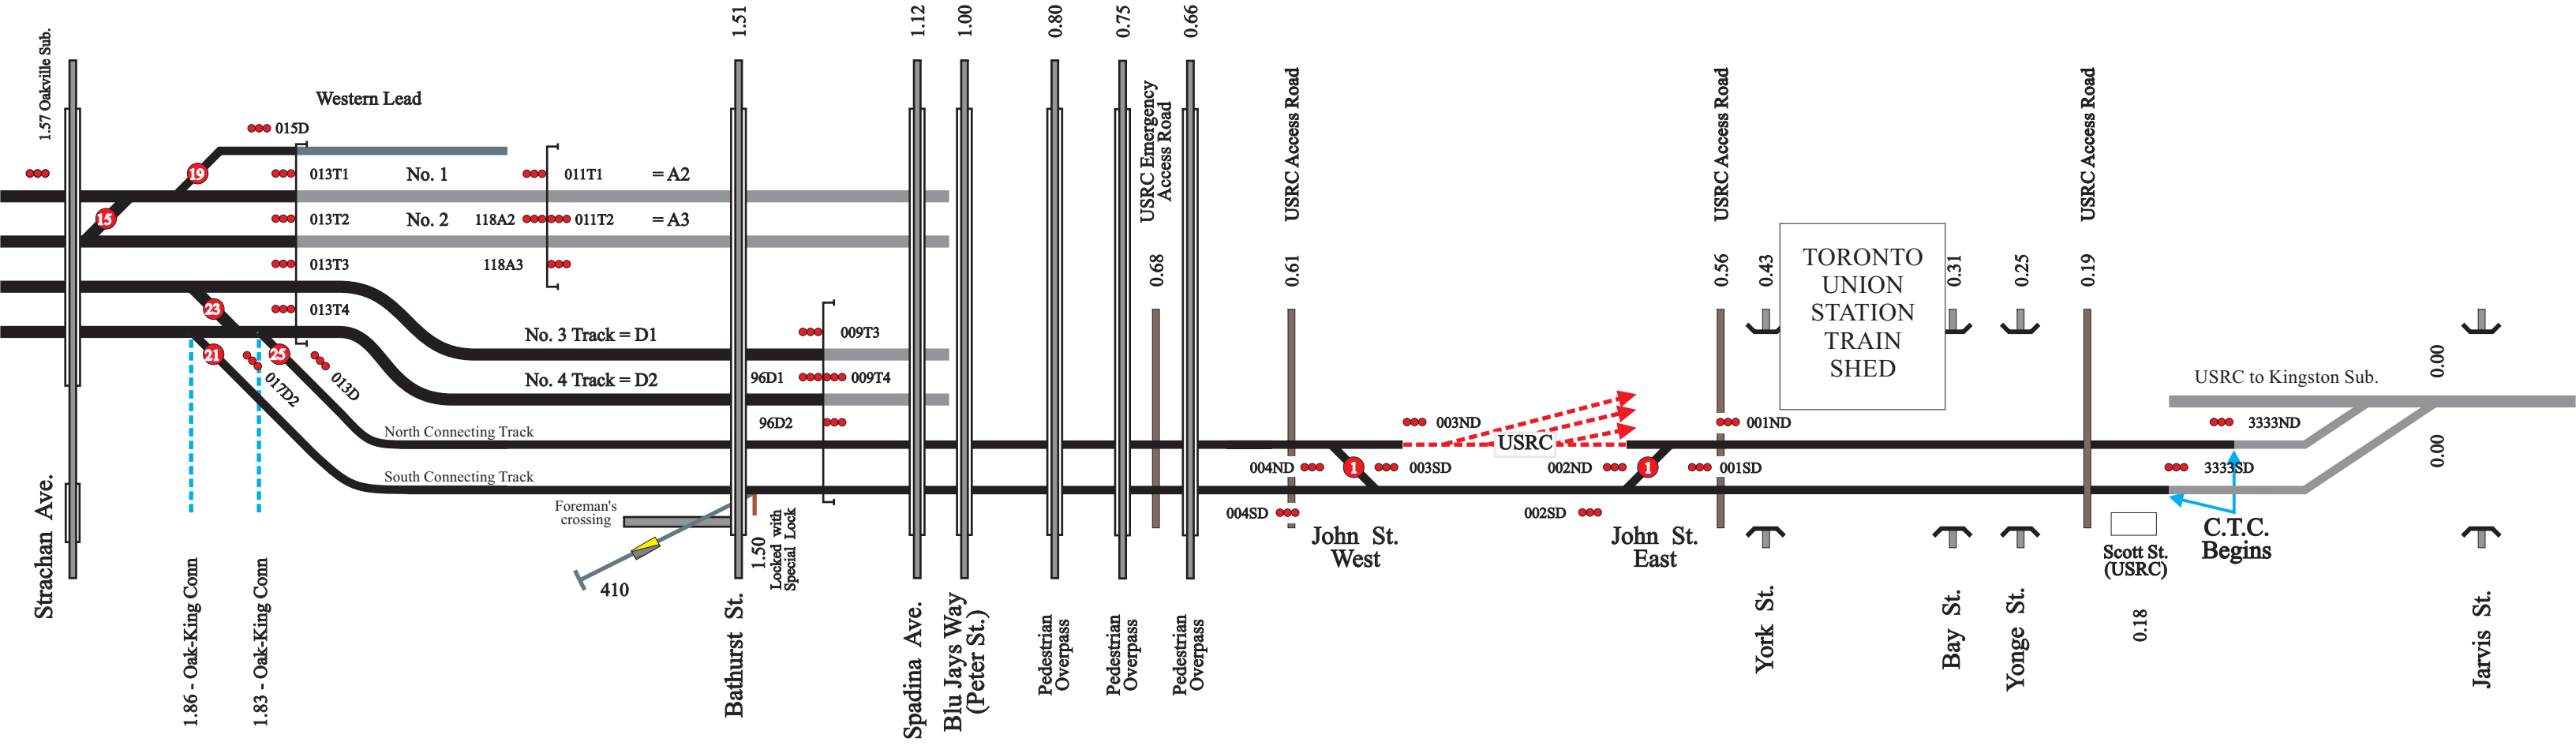 1.57 Oakville Sub.
1.51
1.12
1.00
0.80
0.75
0.66
Western Lead
015D
USRC Emergency
Access Road
USRC Access Road
USRC Access Road
USRC Access Road
19
013T1
No. 1
011T1
= A2
15
013T2
No. 2
118A2
011T2
= A3
013T3
118A3
0.68
0.61
0.56
0.43
0.31
0.25
0.19
TORONTO
UNION
STATION
TRAIN
SHED
23
013T4
No. 3 Track = D1
009T3
21
25
017D2
013D
No. 4 Track = D2
96D1
009T4
96D2
0.00
USRC to Kingston Sub.
North Connecting Track
003ND
USRC
001ND
3333ND
0.00
South Connecting Track
004ND
1
003SD
002ND
1
001SD
3333SD
Foreman's
crossing
004SD
002SD
410
1.50
Locked with
Special Lock
John St.
West
John St.
East
Scott St.
(USRC)
0.18
C.T.C.
Begins
Strachan Ave.
1.86 - Oak-King Conn
1.83 - Oak-King Conn
Bathurst St.
Spadina Ave.
Blu Jays Way
(Peter St.)
Pedestrian
Overpass
Pedestrian
Overpass
Pedestrian
Overpass
York St.
Bay St.
Yonge St.
Jarvis St.